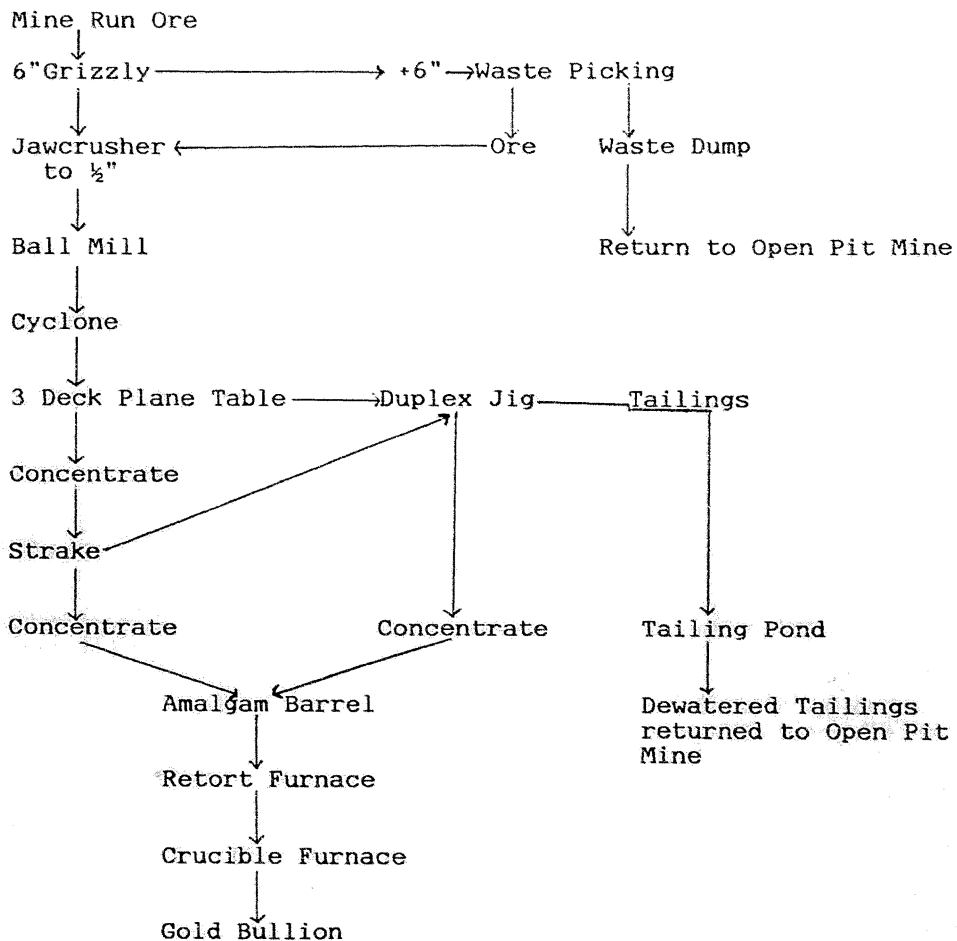 Mine Run Ore
6"Grizzly +6" Waste Picking
Jawcrusher Ore Waste Dump
to ½"
Ball Mill Return to Open Pit Mine
Cyclone
3 Deck Plane Table Duplex Jig Tailings
Concentrate
Strake
Concentrate Concentrate Tailing Pond
Amalgam Barrel Dewatered Tailings
returned to Open Pit
Mine
Retort Furnace
Crucible Furnace
Gold Bullion